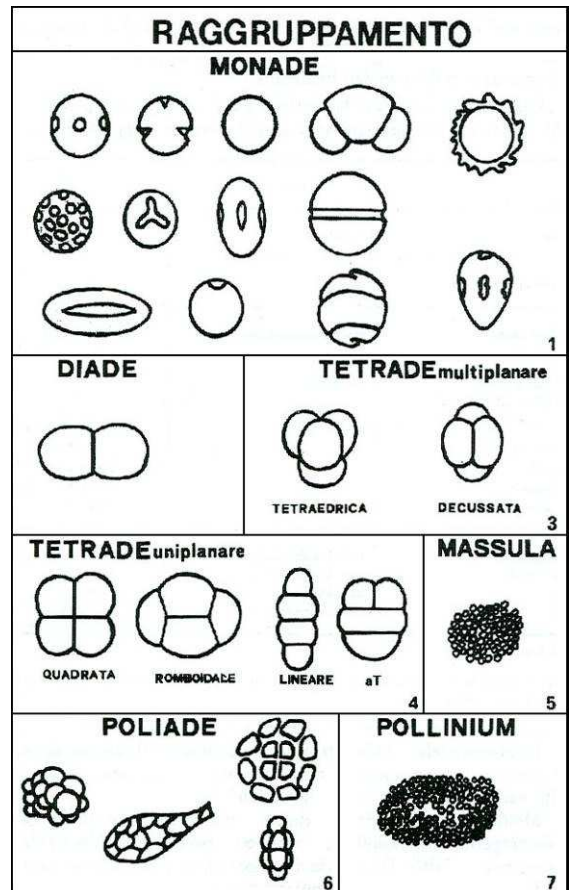 RAGGRUPPAMENTO
MONADE
1
DIADE
TETRADE multiplanare
TETRAEDRICA
DECUSSATA
3
TETRADE uniplanare
QUADRATA
ROMBOIDALE
LINEARE
aT
4
MASSULA
5
POLIADE
6
POLLINIUM
7